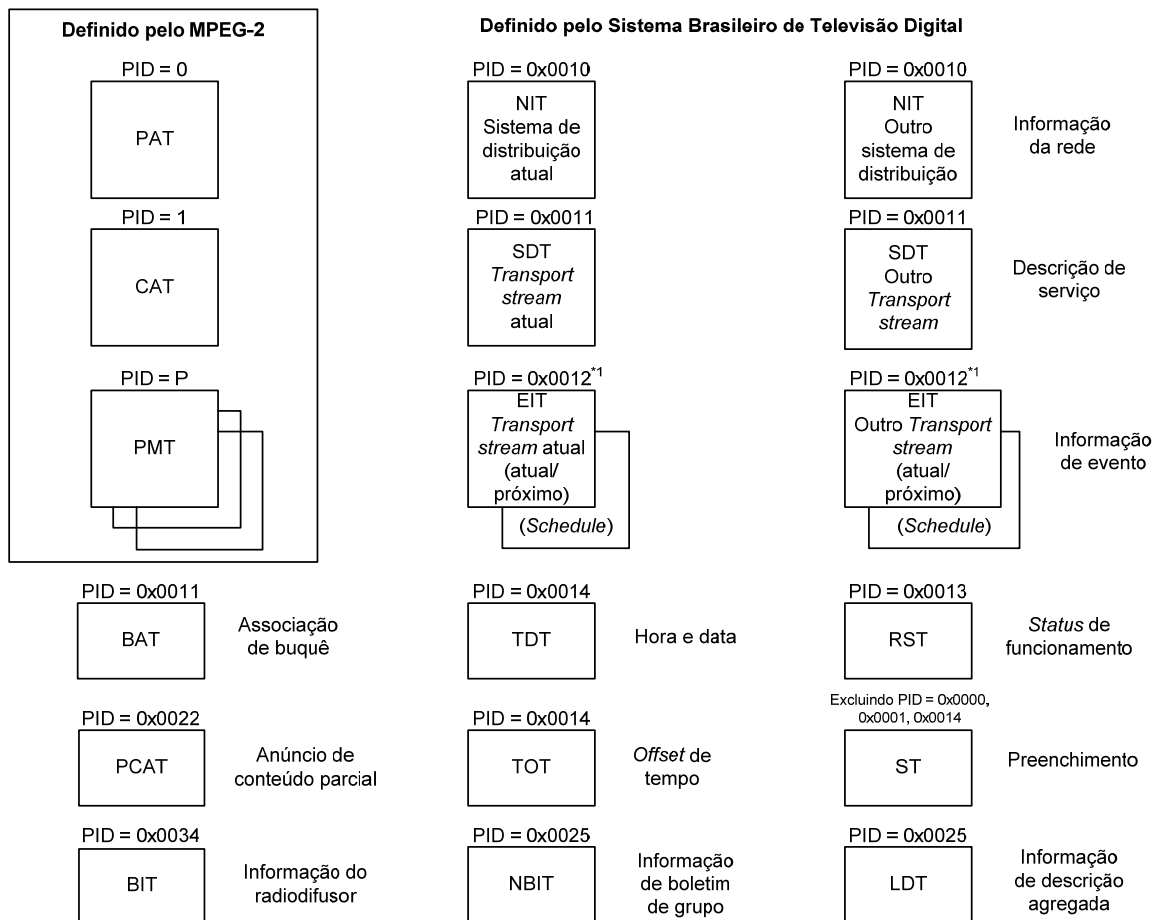 Definido pelo MPEG-2
Definido pelo Sistema Brasileiro de Televisão Digital
PID = 0
PAT
PID = 0x0010
NIT
Sistema de
distribuição
atual
PID = 0x0010
NIT
Outro
sistema de
distribuição
Informação
da rede
PID = 1
CAT
PID = 0x0011
SDT
Transport
stream
atual
PID = 0x0011
SDT
Outro
Transport
stream
Descrição de
serviço
PID = P
PMT
PID = 0x0012*1
EIT
Transport
stream atual
(atual/
próximo)
(Schedule)
PID = 0x0012*1
EIT
Outro Transport
stream
(atual/
próximo)
(Schedule)
Informação
de evento
PID = 0x0011
BAT
Associação
de buquê
PID = 0x0014
TDT
Hora e data
PID = 0x0013
RST
Status de
funcionamento
PID = 0x0022
PCAT
Anúncio de
conteúdo parcial
PID = 0x0014
TOT
Offset de
tempo
Excluindo PID = 0x0000,
0x0001, 0x0014
ST
Preenchimento
PID = 0x0034
BIT
Informação do
radiodifusor
PID = 0x0025
NBIT
Informação
de boletim
de grupo
PID = 0x0025
LDT
Informação
de descrição
agregada